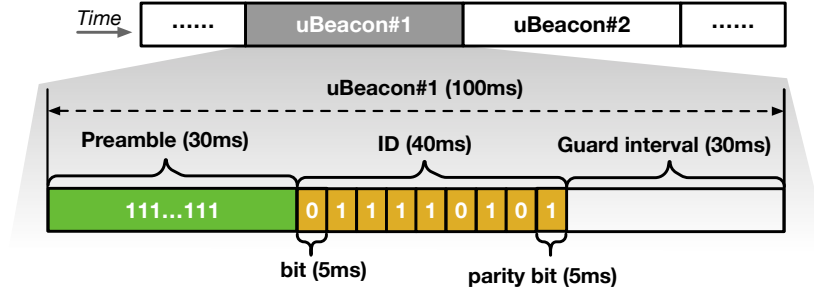 Time
...... uBeacon#1 uBeacon#2 ......
uBeacon#1 (100ms)
Preamble (30ms) ID (40ms) Guard interval (30ms)
111...111 0 1 1 1 1 0 1 0 1
bit (5ms) parity bit (5ms)